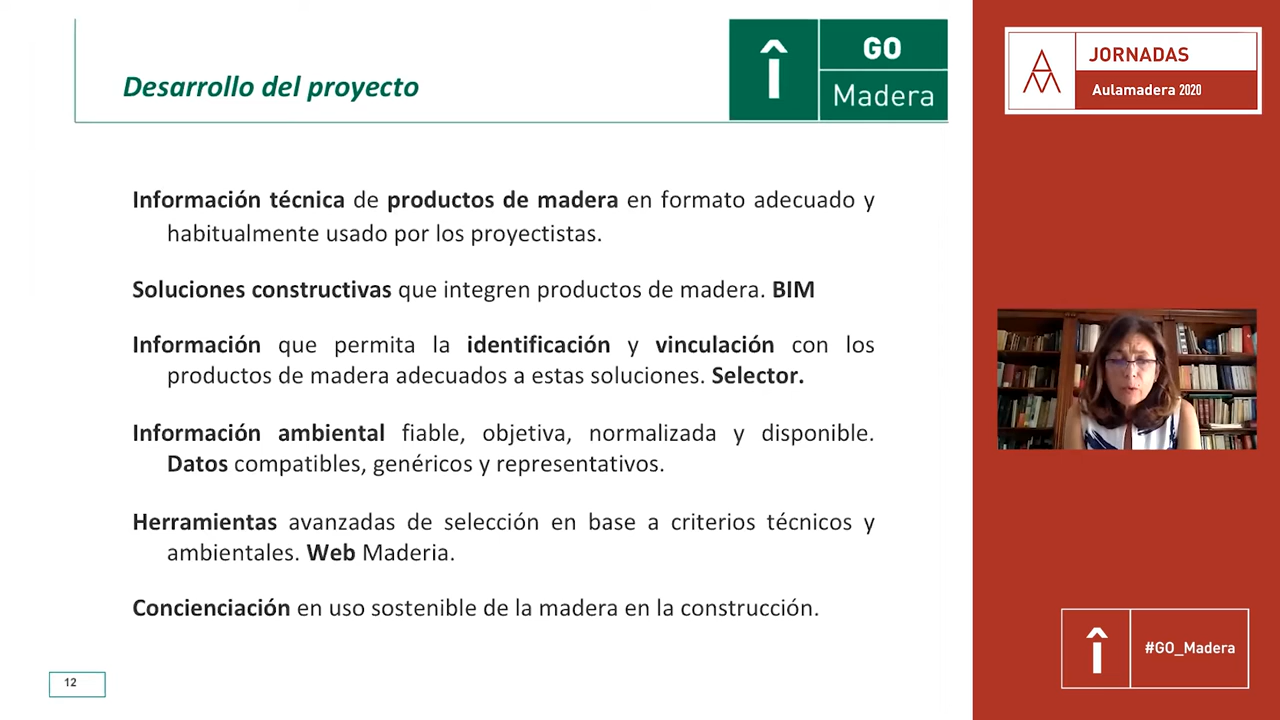 Desarrollo del proyecto
GO
Madera
Información técnica de productos de madera en formato adecuado y
habitualmente usado por los proyectistas.
Soluciones constructivas que integren productos de madera. BIM
Información que permita la identificación y vinculación con los
productos de madera adecuados a estas soluciones. Selector.
Información ambiental fiable, objetiva, normalizada y disponible.
Datos compatibles, genéricos y representativos.
Herramientas avanzadas de selección en base a criterios técnicos y
ambientales. Web Maderia.
Concienciación en uso sostenible de la madera en la construcción.
12
JORNADAS
Aulamadera 2020
#GO_Madera